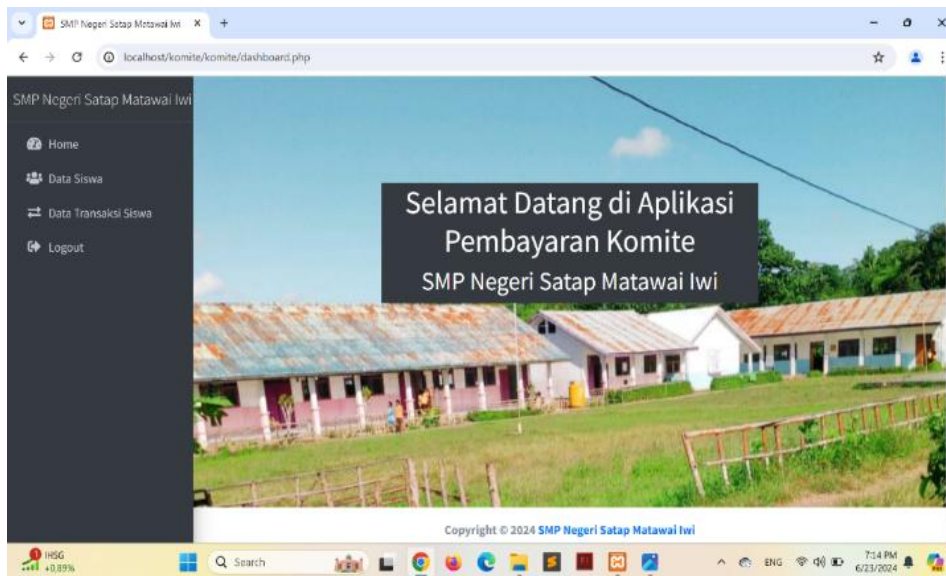 SMP Negeri Satap Matawai Iwi
localhost/komite/komite/dashboard.php
SMP Negeri Satap Matawai Iwi
Home
Data Siswa
Data Transaksi Siswa
Logout
Selamat Datang di Aplikasi
Pembayaran Komite
SMP Negeri Satap Matawai Iwi
Copyright © 2024 SMP Negeri Satap Matawai Iwi
IHSG
+0.89%
Search
ENG
7:14 PM
6/23/2024